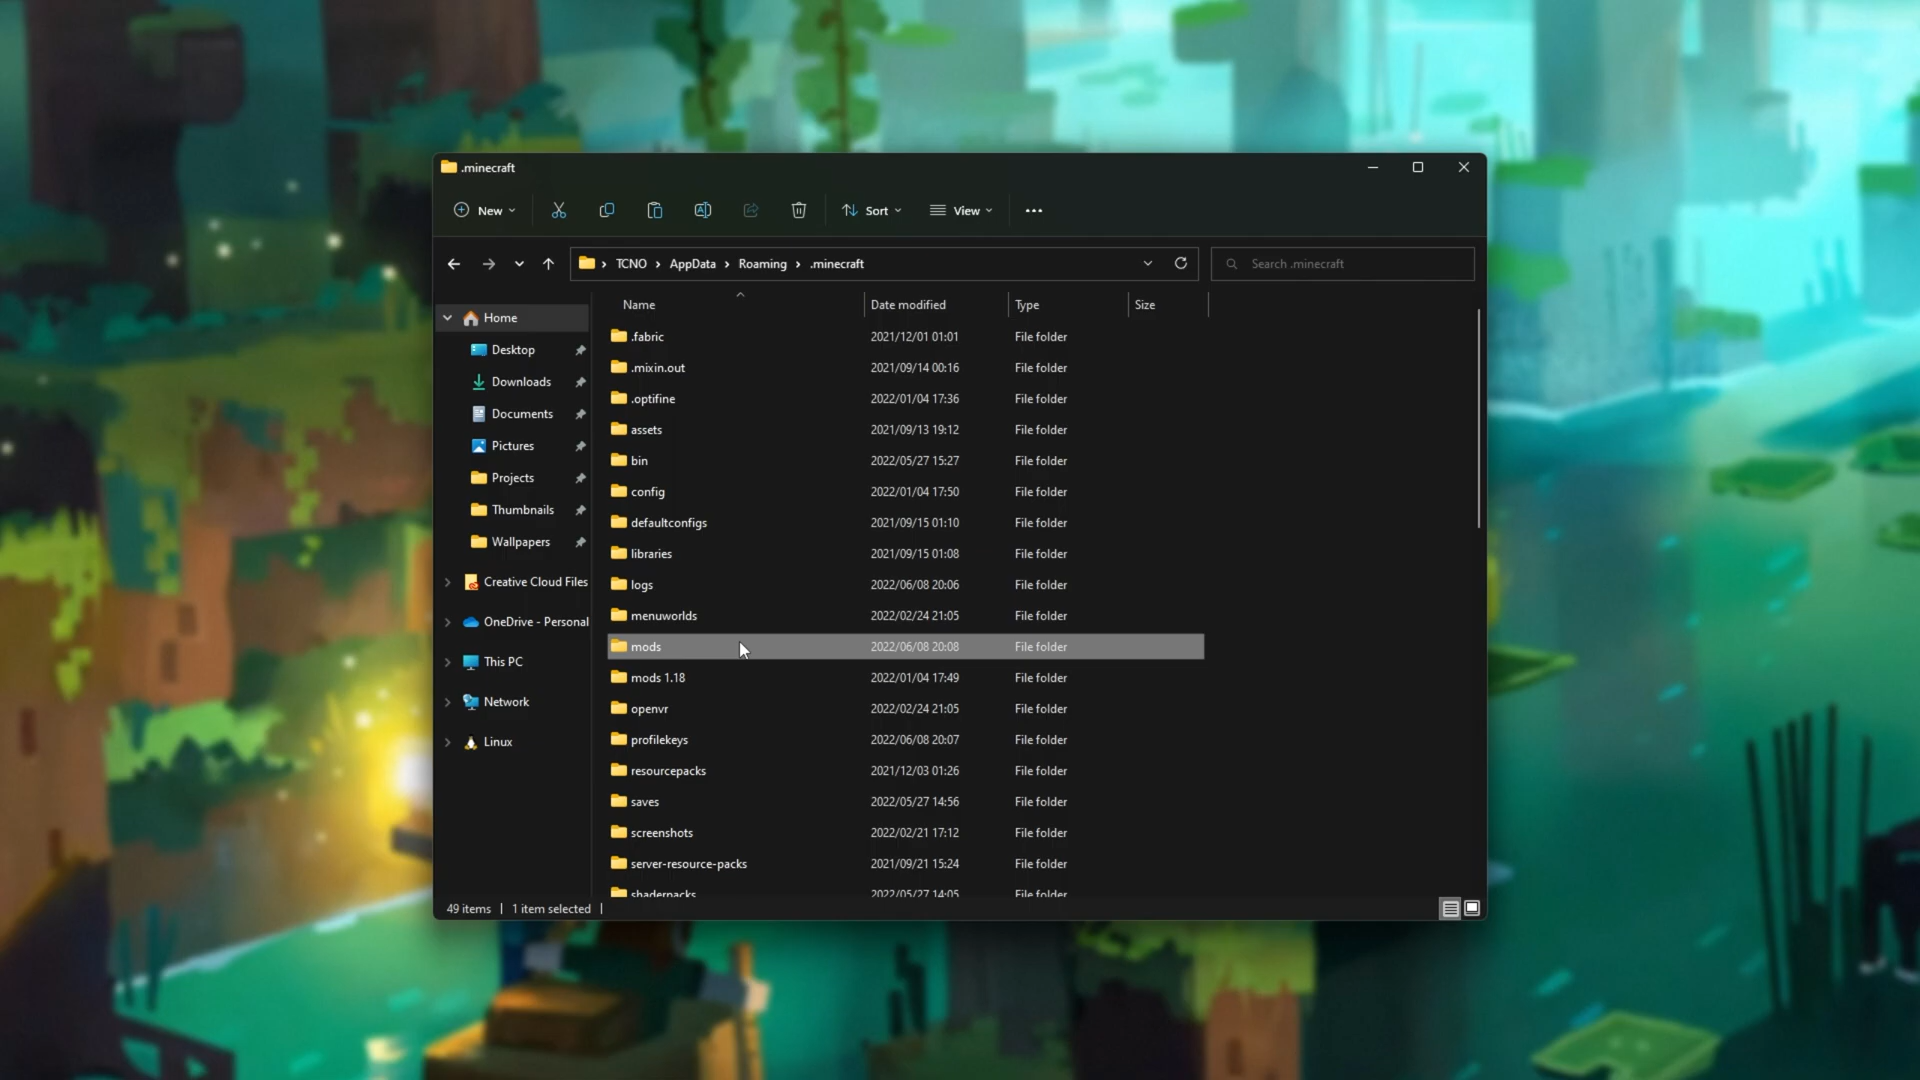 .minecraft
New
Sort
View
TCNO > AppData > Roaming > .minecraft
Search .minecraft
Home
Desktop
Downloads
Documents
Pictures
Projects
Thumbnails
Wallpapers
Creative Cloud Files
OneDrive - Personal
This PC
Network
Linux
Name Date modified Type Size
.fabric 2021/12/01 01:01 File folder
.mixin.out 2021/09/14 00:16 File folder
.optifine 2022/01/04 17:36 File folder
assets 2021/09/13 19:12 File folder
bin 2022/05/27 15:27 File folder
config 2022/01/04 17:50 File folder
defaultconfigs 2021/09/15 01:10 File folder
libraries 2021/09/15 01:08 File folder
logs 2022/06/08 20:06 File folder
menuworlds 2022/02/24 21:05 File folder
mods 2022/06/08 20:08 File folder
mods 1.18 2022/01/04 17:49 File folder
openvr 2022/02/24 21:05 File folder
profilekeys 2022/06/08 20:07 File folder
resourcepacks 2021/12/03 01:26 File folder
saves 2022/05/27 14:56 File folder
screenshots 2022/02/21 17:12 File folder
server-resource-packs 2021/09/21 15:24 File folder
shaderpacks 2022/05/27 14:05 File folder
49 items | 1 item selected |